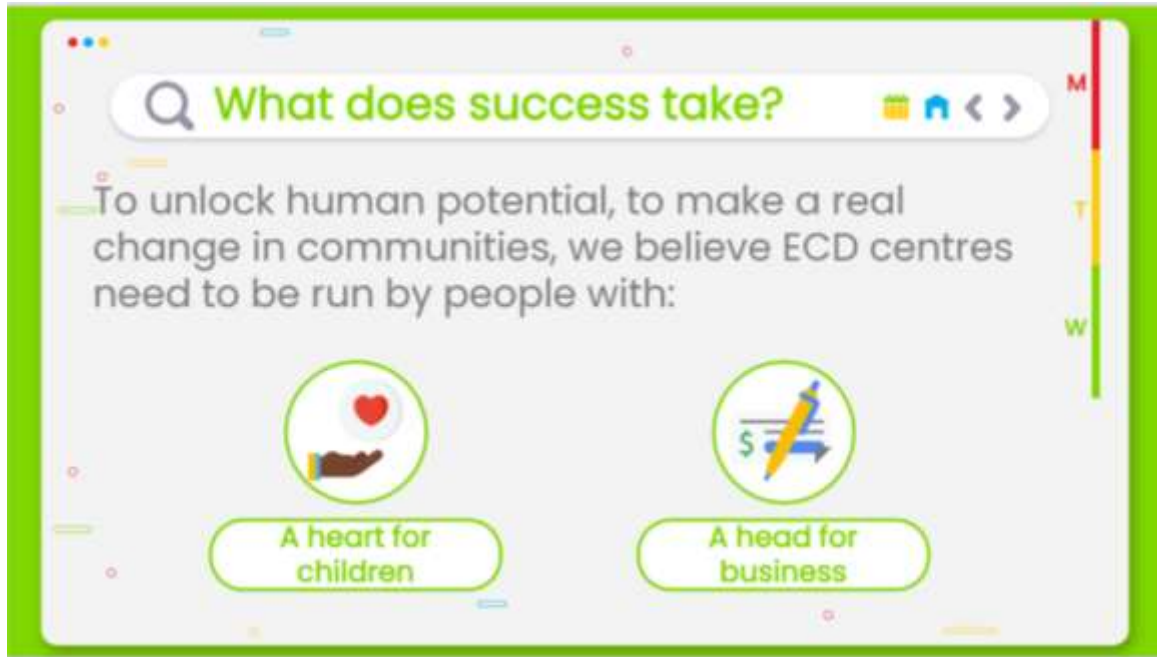 What does success take?
M
To unlock human potential, to make a real
T
change in communities, we believe ECD centres
need to be run by people with:
W
$
A heart for
children
A head for
business